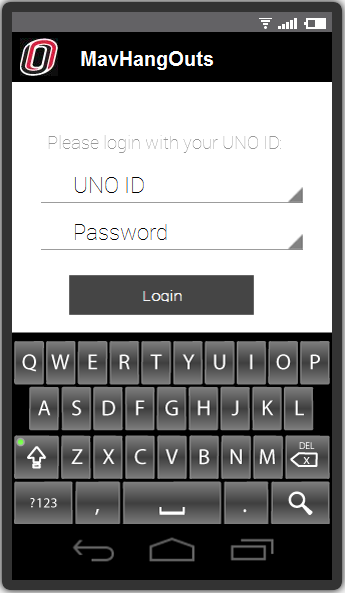 O MavHangOuts
Please login with your UNO ID:
UNO ID
Password
Login
Q W E R T Y U I O P
A S D F G H J K L
Z X C V B N M DEL X
?123 , .